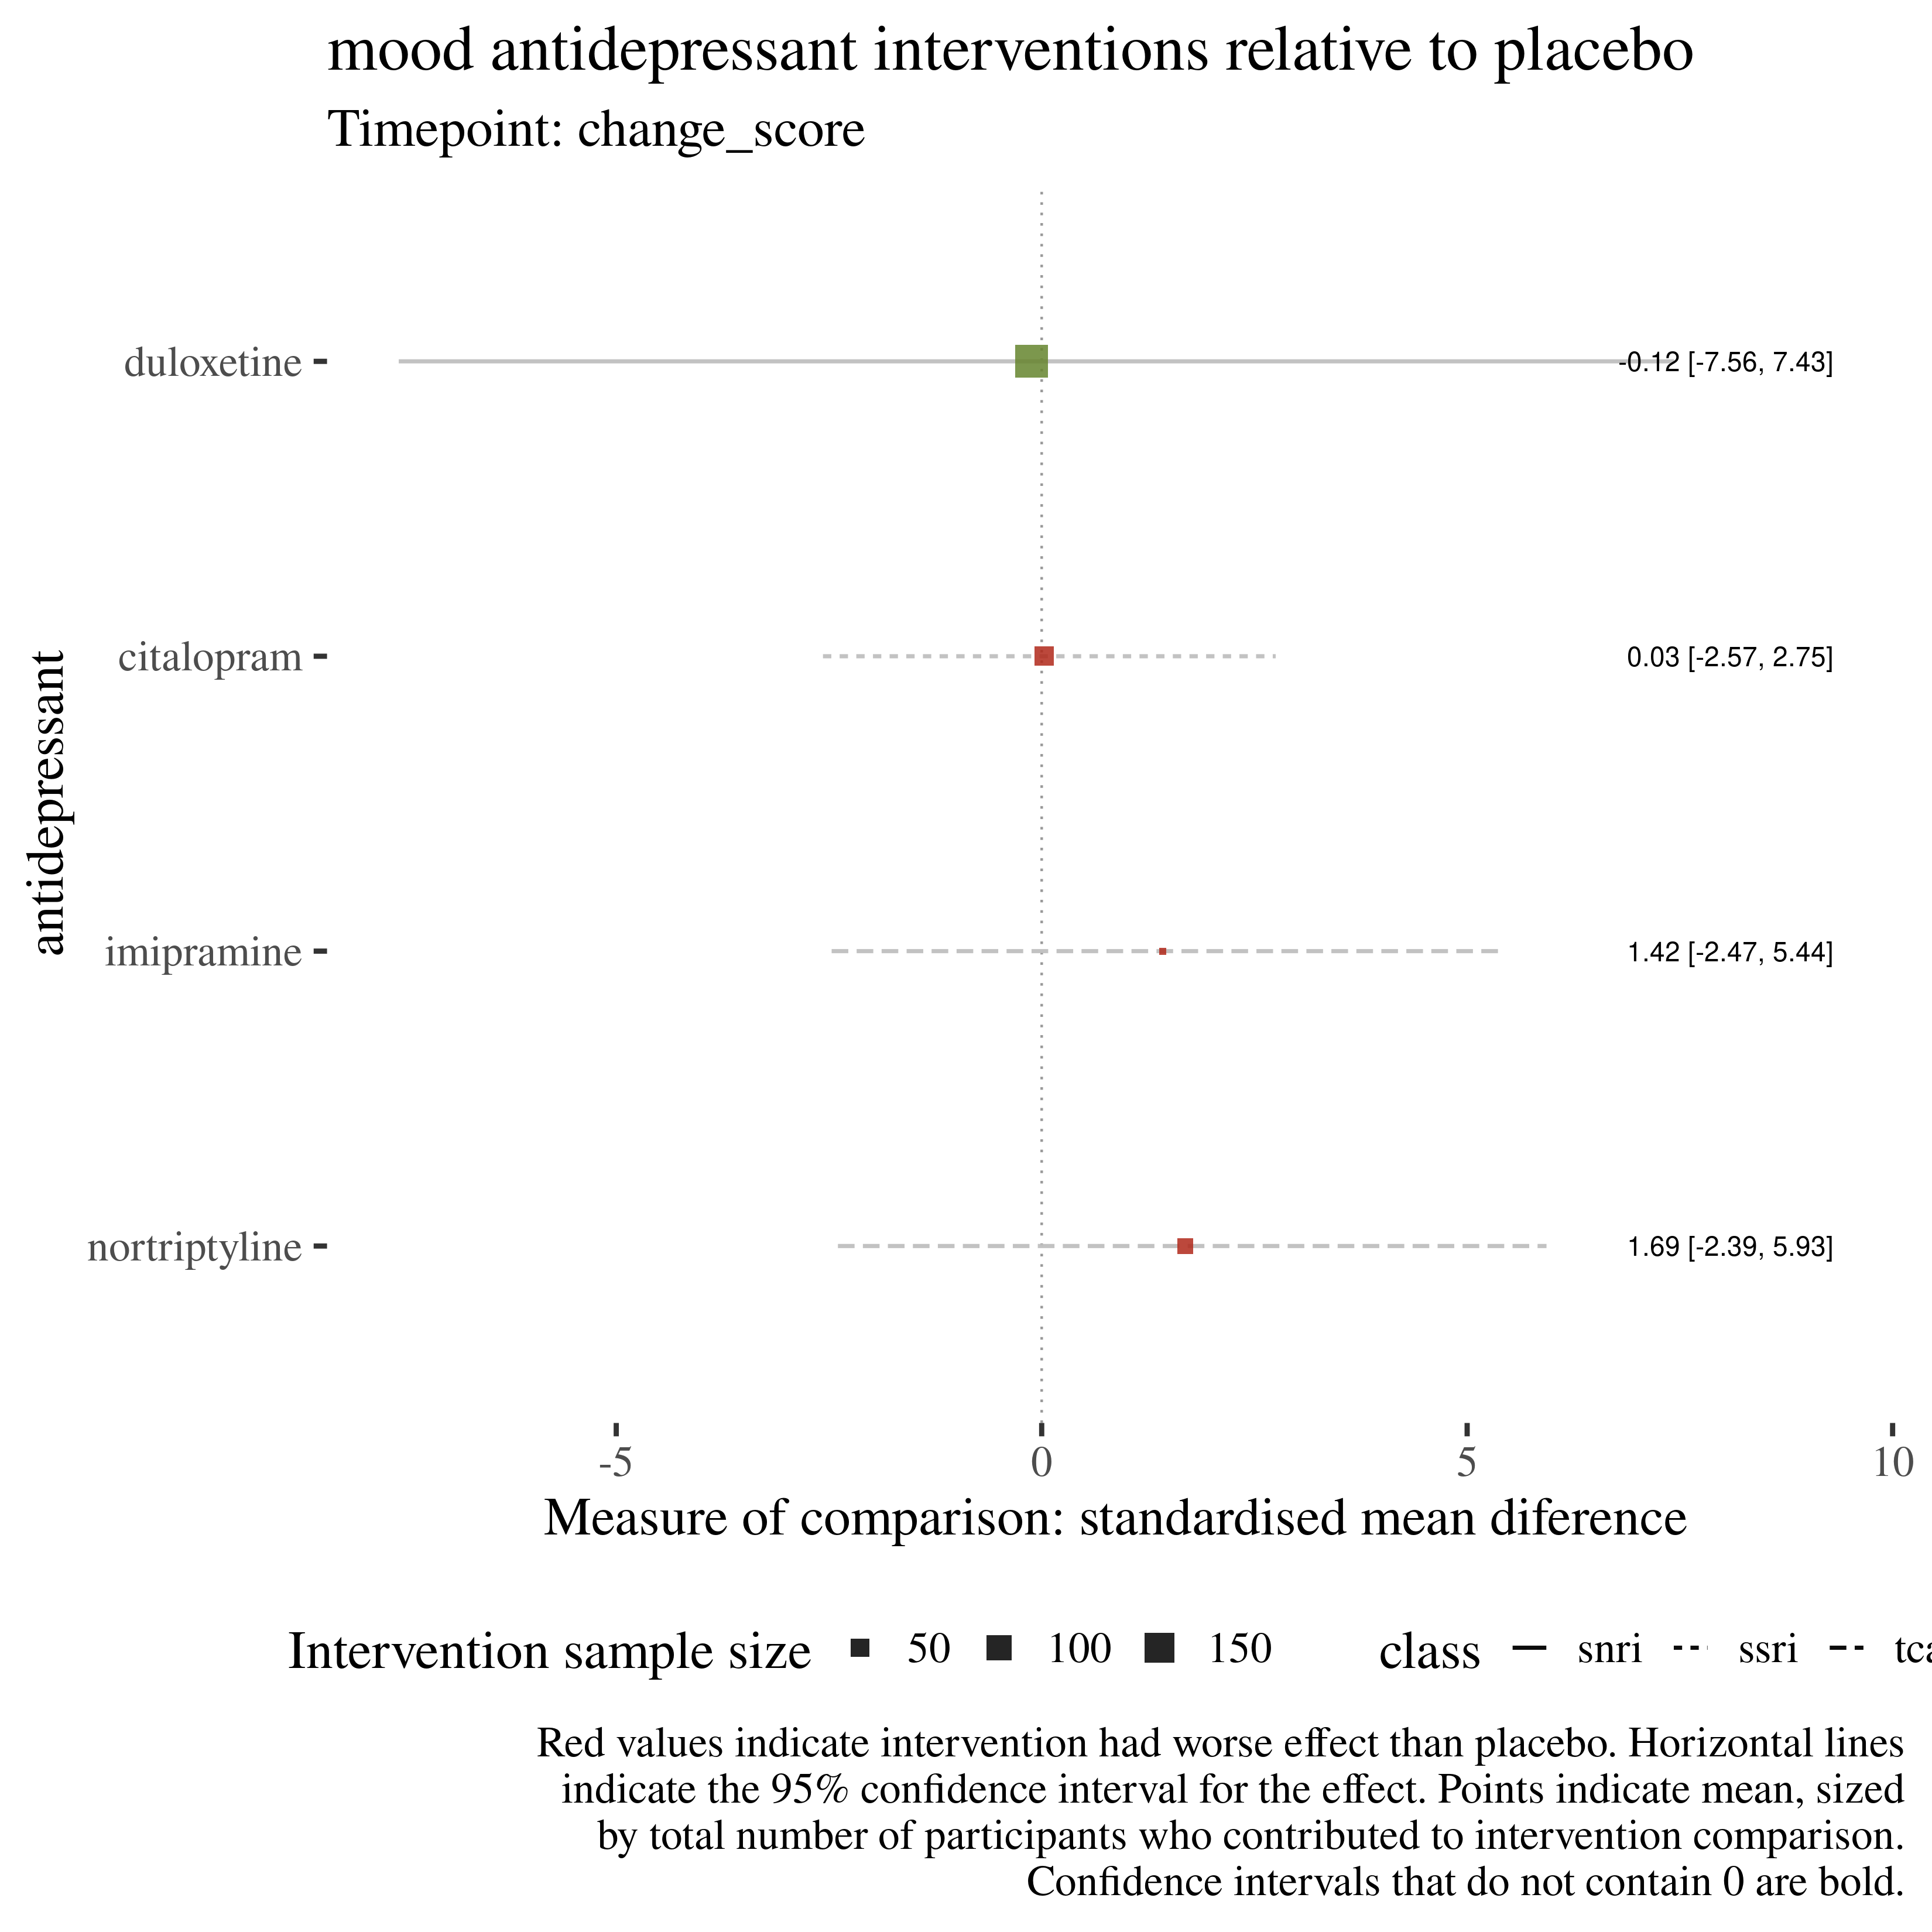 mood antidepressant interventions relative to placebo
Timepoint: change_score
duloxetine
-0.12 [-7.56, 7.43]
citalopram
0.03 [-2.57, 2.75]
antidepressant
imipramine
1.42 [-2.47, 5.44]
nortriptyline
1.69 [-2.39, 5.93]
-5 0 5 10
Measure of comparison: standardised mean diference
Intervention sample size 50 100 150 class snri ssri tca
Red values indicate intervention had worse effect than placebo. Horizontal lines
indicate the 95% confidence interval for the effect. Points indicate mean, sized
by total number of participants who contributed to intervention comparison.
Confidence intervals that do not contain 0 are bold.